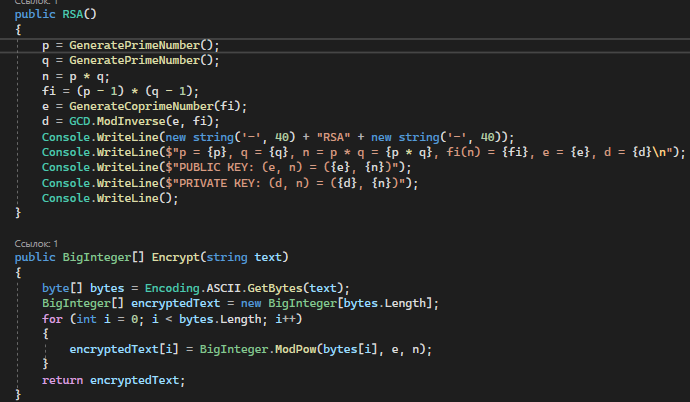 Ссылок: 1
public RSA()
{
p = GeneratePrimeNumber();
q = GeneratePrimeNumber();
n = p * q;
fi = (p - 1) * (q - 1);
e = GenerateCoprimeNumber(fi);
d = GCD.ModInverse(e, fi);
Console.WriteLine(new string('-', 40) + "RSA" + new string('-', 40));
Console.WriteLine($"p = {p}, q = {q}, n = p * q = {p * q}, fi(n) = {fi}, e = {e}, d = {d}\n");
Console.WriteLine($"PUBLIC KEY: (e, n) = ({e}, {n})");
Console.WriteLine($"PRIVATE KEY: (d, n) = ({d}, {n})");
Console.WriteLine();
}
Ссылок: 1
public BigInteger[] Encrypt(string text)
{
byte[] bytes = Encoding.ASCII.GetBytes(text);
BigInteger[] encryptedText = new BigInteger[bytes.Length];
for (int i = 0; i < bytes.Length; i++)
{
encryptedText[i] = BigInteger.ModPow(bytes[i], e, n);
}
return encryptedText;
}